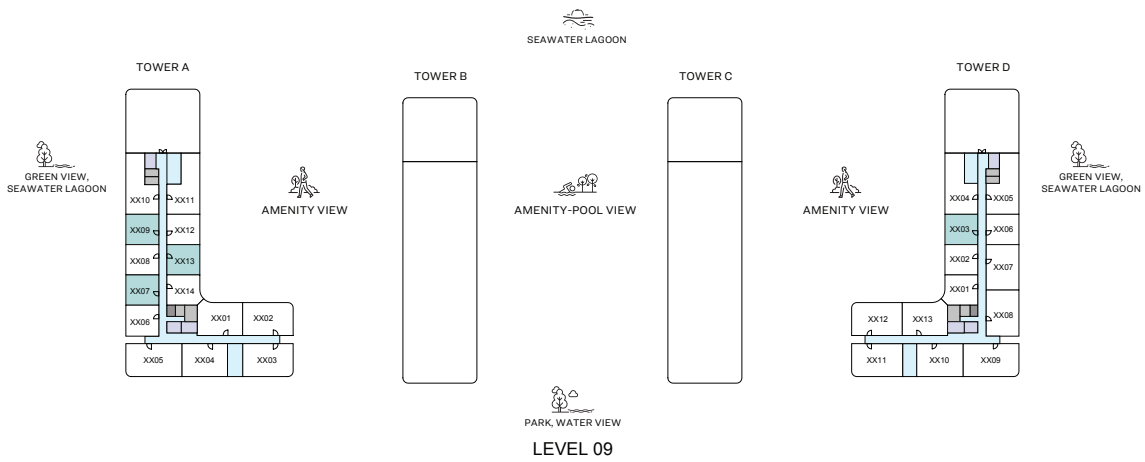 SEAWATER LAGOON
TOWER A
TOWER B
TOWER C
TOWER D
GREEN VIEW,
SEAWATER LAGOON
AMENITY VIEW
AMENITY-POOL VIEW
AMENITY VIEW
GREEN VIEW,
SEAWATER LAGOON
XX10
XX11
XX09
XX12
XX08
XX13
XX07
XX14
XX06
XX01
XX02
XX05
XX04
XX03
XX04
XX05
XX03
XX06
XX02
XX07
XX01
XX08
XX12
XX13
XX11
XX10
XX09
PARK, WATER VIEW
LEVEL 09